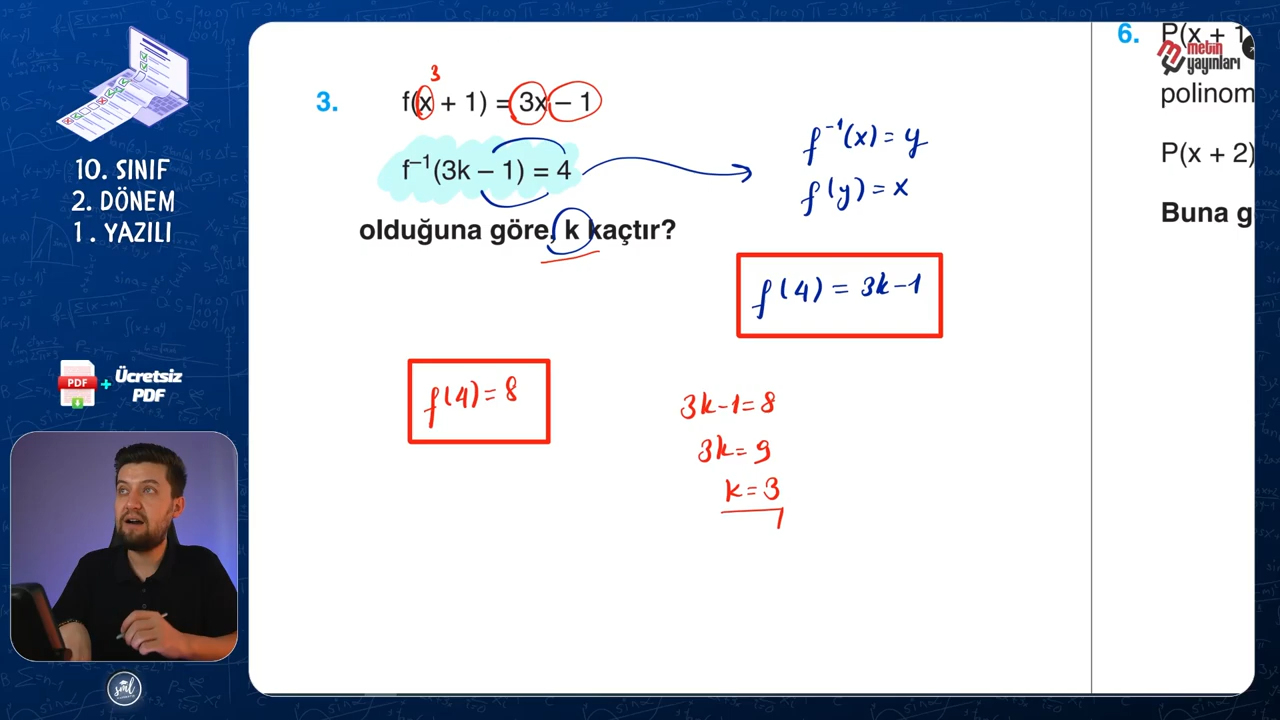 10. SINIF
2. DÖNEM
1. YAZILI
PDF + Ücretsiz PDF
sml
3. f(x + 1) = 3x – 1
3
f⁻¹(3k – 1) = 4
olduğuna göre, k kaçtır?
f⁻¹(x) = y
f(y) = x
f(4) = 3k-1
f(4) = 8
3k-1 = 8
3k = 9
k = 3
6. P(x + 1
metin yayınları
polinom
P(x + 2)
Buna g